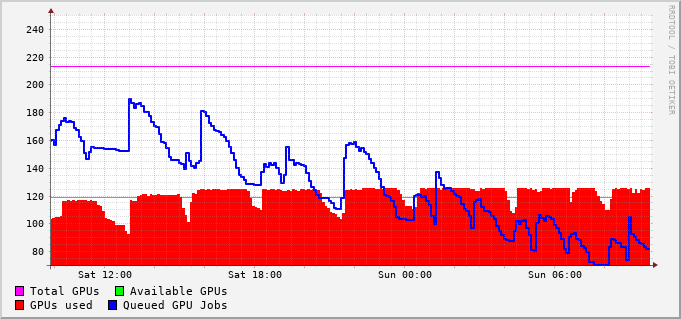 240
220
200
180
160
140
120
100
80
Sat 12:00 Sat 18:00 Sun 00:00 Sun 06:00
Total GPUs Available GPUs
GPUs used Queued GPU Jobs
RRDTOOL / TOBI OETIKER